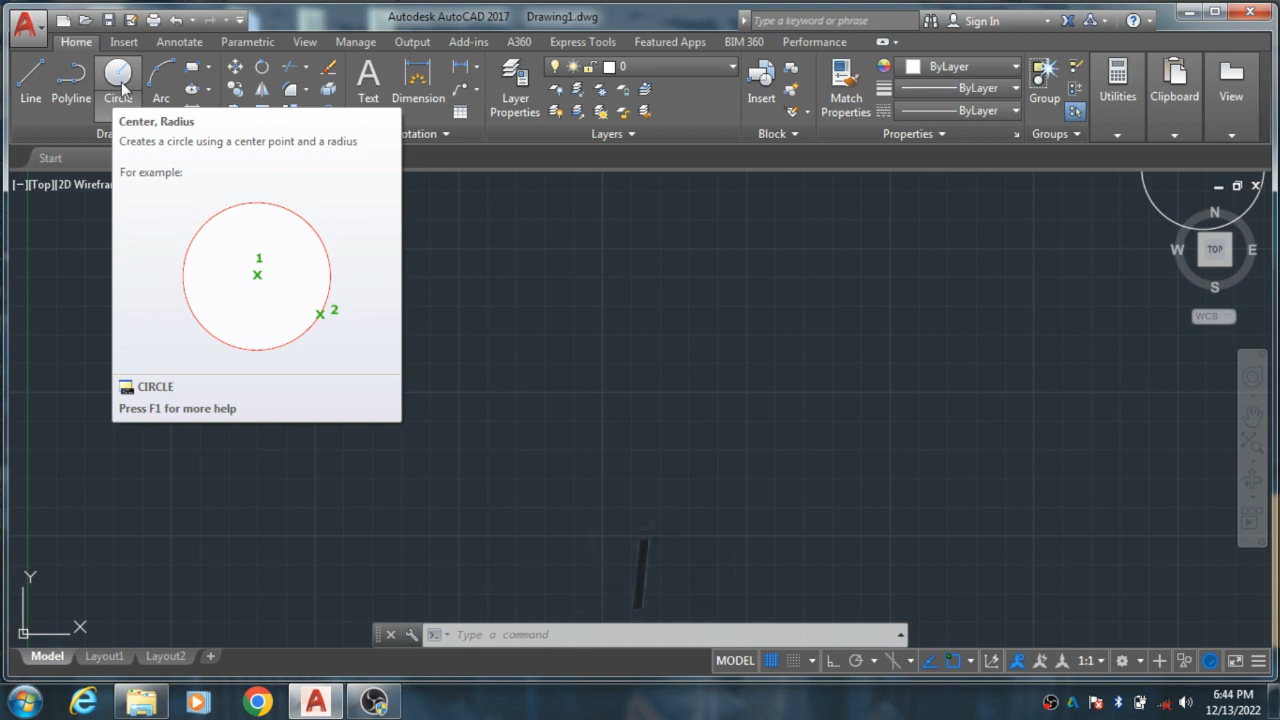 Autodesk AutoCAD 2017 Drawing1.dwg
Type a keyword or phrase
Sign In
Home Insert Annotate Parametric View Manage Output Add-ins A360 Express Tools Featured Apps BIM 360 Performance
0
ByLayer
ByLayer
ByLayer
Line Polyline Circle Arc
Text Dimension
Layer Properties
Insert
Match Properties
Group
Utilities
Clipboard
View
Layers
Block
Properties
Groups
Start
[−][Top][2D Wirefra
Center, Radius
Creates a circle using a center point and a radius
For example:
1
2
CIRCLE
Press F1 for more help
N
W TOP E
S
WCS
Y
X
Type a command
Model Layout1 Layout2 +
MODEL
1:1
6:44 PM
12/13/2022